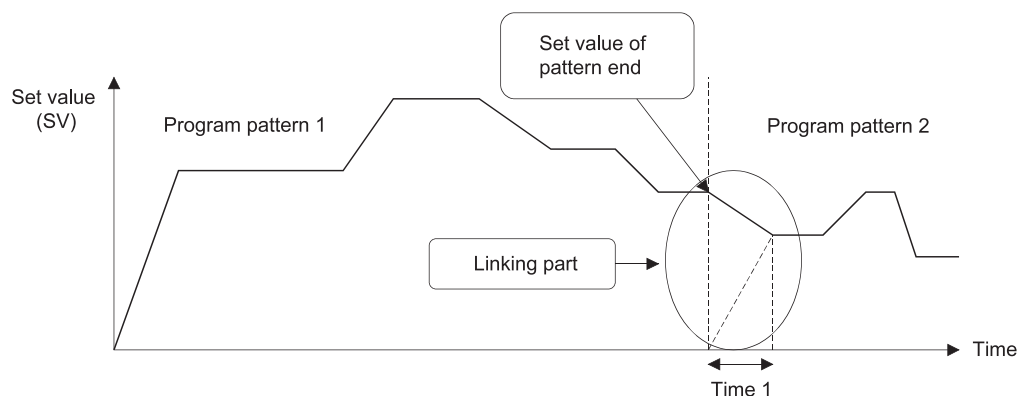 Set value of
pattern end
Set value
(SV)
Program pattern 1
Program pattern 2
Linking part
Time
Time 1